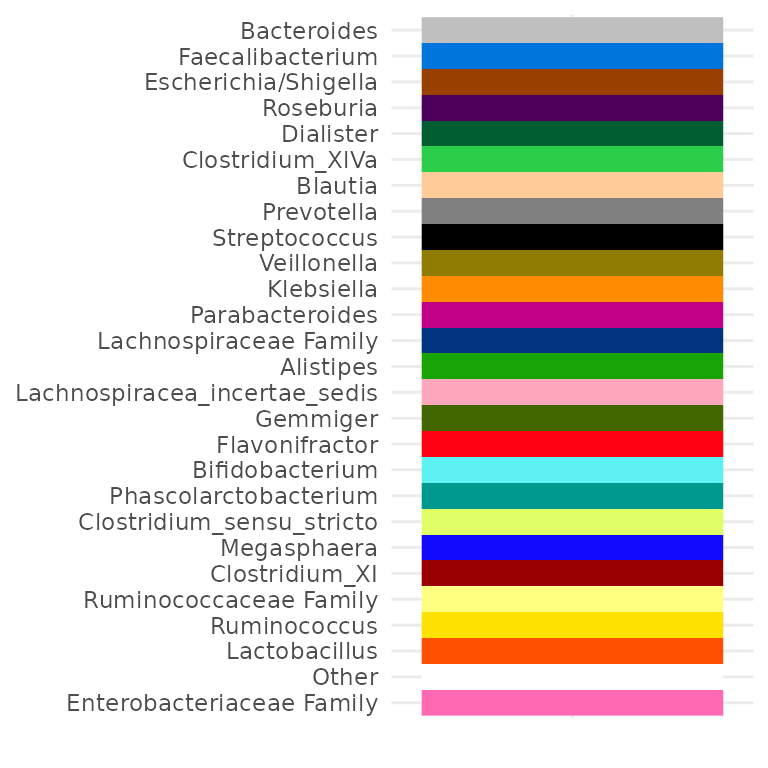 Bacteroides
Faecalibacterium
Escherichia/Shigella
Roseburia
Dialister
Clostridium_XIVa
Blautia
Prevotella
Streptococcus
Veillonella
Klebsiella
Parabacteroides
Lachnospiraceae Family
Alistipes
Lachnospiracea_incertae_sedis
Gemmiger
Flavonifractor
Bifidobacterium
Phascolarctobacterium
Clostridium_sensu_stricto
Megasphaera
Clostridium_XI
Ruminococcaceae Family
Ruminococcus
Lactobacillus
Other
Enterobacteriaceae Family